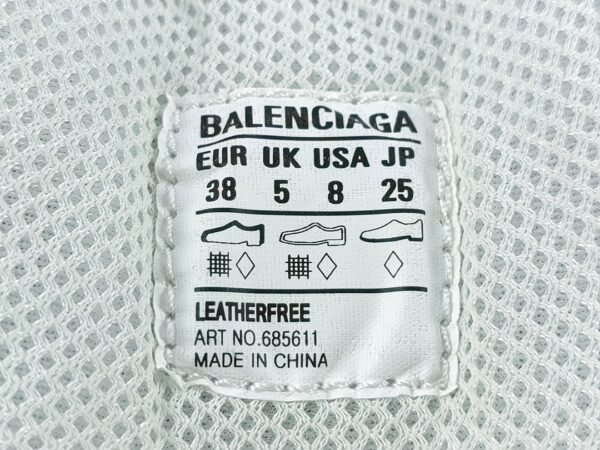 BALENCIAGA
EUR UK USA JP
38 5 8 25
LEATHERFREE
ART NO.685611
MADE IN CHINA